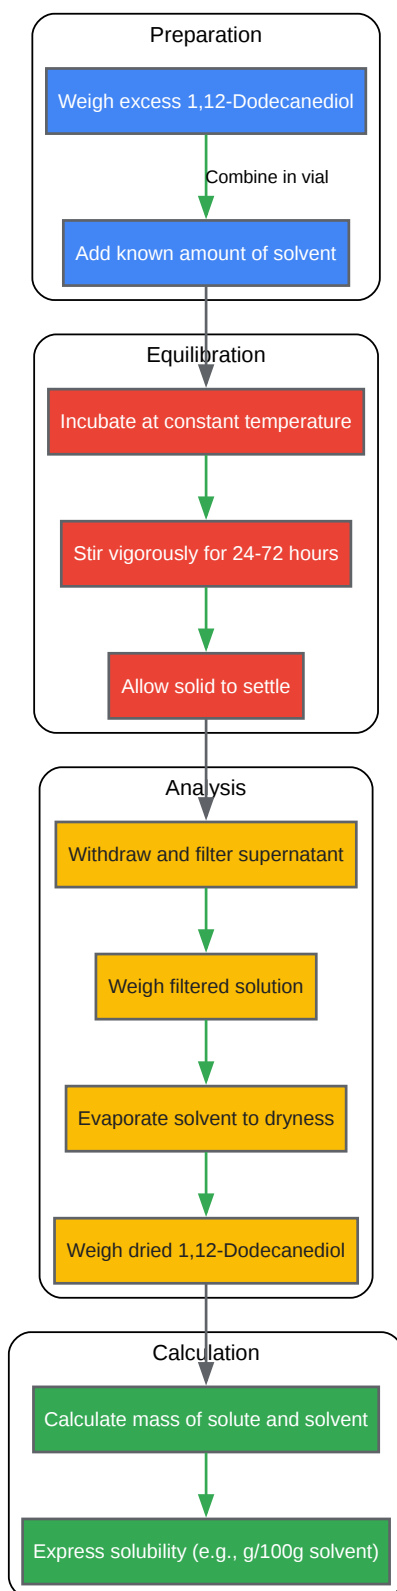 Preparation
Weigh excess 1,12-Dodecanediol
Combine in vial
Add known amount of solvent
Equilibration
Incubate at constant temperature
Stir vigorously for 24-72 hours
Allow solid to settle
Analysis
Withdraw and filter supernatant
Weigh filtered solution
Evaporate solvent to dryness
Weigh dried 1,12-Dodecanediol
Calculation
Calculate mass of solute and solvent
Express solubility (e.g., g/100g solvent)